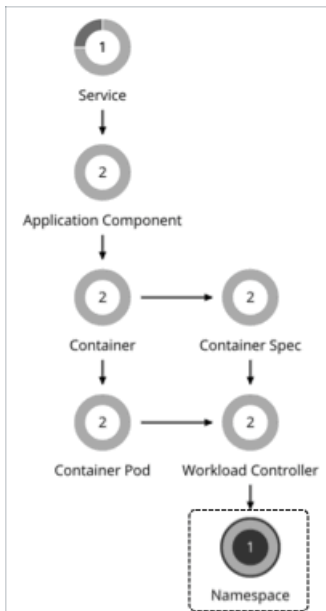 1
Service
2
Application Component
2 2
Container Container Spec
2 2
Container Pod Workload Controller
1
Namespace